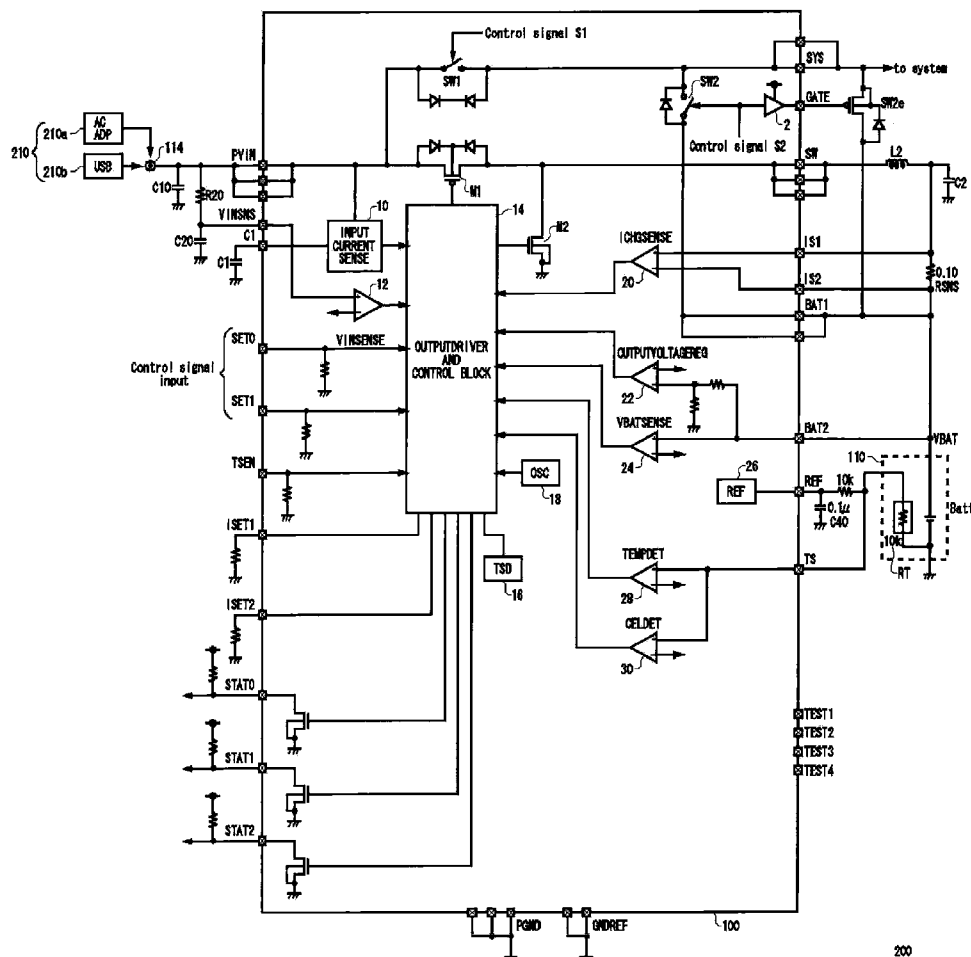 Control signal S1
SYS
to system
SW1
SW2
GATE
SW2e
2
210a
AC
ADP
210
210b
USB
114
PVIN
Control signal S2
SW
L2
C10
R20
M1
C2
VINSNS
10
14
C20
C1
INPUT
CURRENT
SENSE
M2
C1
ICHGSENSE
IS1
20
0.10
RSNS
IS2
12
BAT1
SET0
VINSENSE
OUTPUTDRIVER
AND
CONTROL BLOCK
OUTPUTVOLTAGEREG
Control signal
input
22
SET1
VBATSENSE
BAT2
VBAT
24
110
TSEN
OSC
18
26
REF
REF
10k
0.1μ
C40
Batt
10k
ISET1
TSD
16
TEMPDET
TS
RT
28
ISET2
CELDET
30
STAT0
TEST1
TEST2
TEST3
TEST4
STAT1
STAT2
PGND
GNDREF
100
200